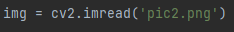 img = cv2.imread('pic2.png')